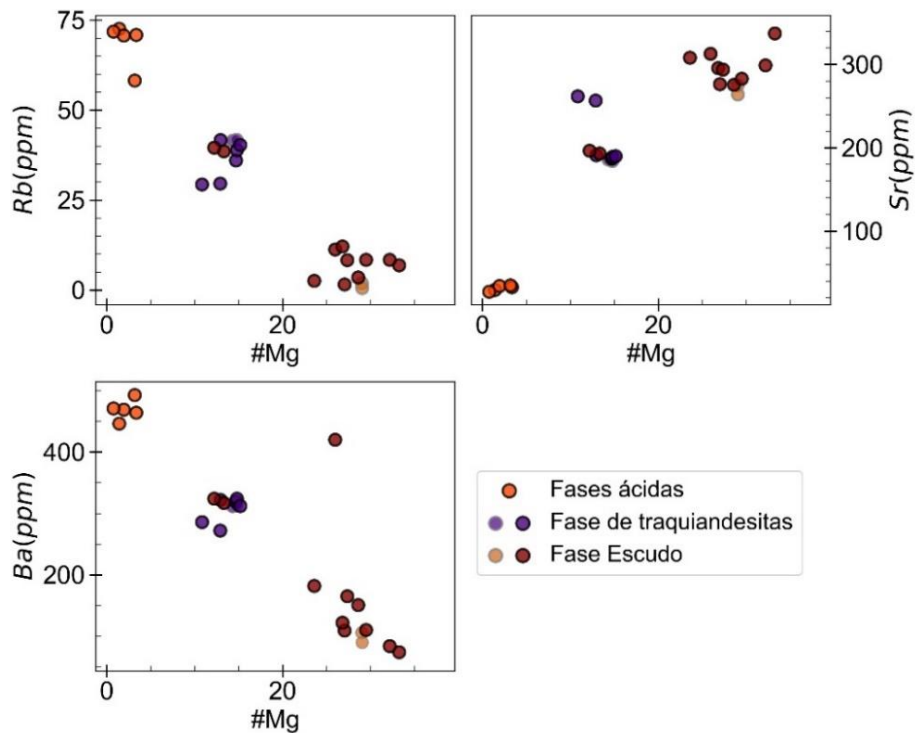 75
50
25
0
Rb(ppm)
0
20
#Mg
300
200
100
Sr(ppm)
0
20
#Mg
400
200
Ba(ppm)
0
20
#Mg
Fases ácidas
Fase de traquiandesitas
Fase Escudo